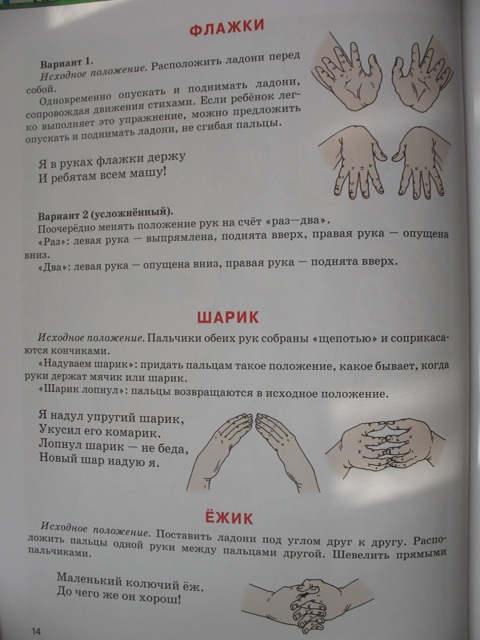 ФЛАЖКИ
Вариант 1.
Исходное положение. Расположить ладони перед
собой.
Одновременно опускать и поднимать ладони,
сопровождая движения стихами. Если ребёнок лег-
ко выполняет это упражнение, можно предложить
опускать и поднимать ладони, не сгибая пальцы.
Я в руках флажки держу
И ребятам всем машу!
Вариант 2 (усложнённый).
Поочерёдно менять положение рук на счёт «раз—два».
«Раз»: левая рука — выпрямлена, поднята вверх, правая рука — опущена
вниз.
«Два»: левая рука — опущена вниз, правая рука — поднята вверх.
ШАРИК
Исходное положение. Пальчики обеих рук собраны «щепотью» и соприкаса-
ются кончиками.
«Надуваем шарик»: придать пальцам такое положение, какое бывает, когда
руки держат мячик или шарик.
«Шарик лопнул»: пальцы возвращаются в исходное положение.
Я надул упругий шарик,
Укусил его комарик.
Лопнул шарик — не беда,
Новый шар надую я.
ЁЖИК
Исходное положение. Поставить ладони под углом друг к другу. Распо-
ложить пальцы одной руки между пальцами другой. Шевелить прямыми
пальчиками.
Маленький колючий ёж.
До чего же он хорош!
14